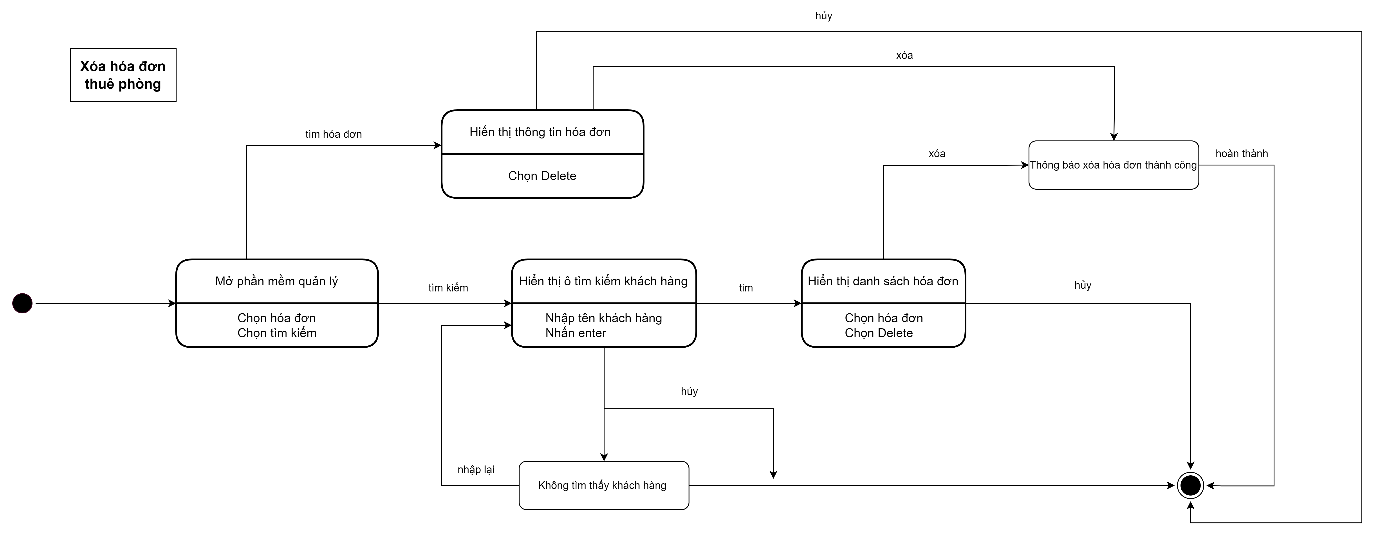 hủy
Xóa hóa đơn
thuê phòng
xóa
tìm hóa đơn
Hiển thị thông tin hóa đơn
Chọn Delete
xóa
Thông báo xóa hóa đơn thành công
hoàn thành
Mở phần mềm quản lý
Chọn hóa đơn
Chọn tìm kiếm
tìm kiếm
Hiển thị ô tìm kiếm khách hàng
Nhập tên khách hàng
Nhấn enter
tìm
Hiển thị danh sách hóa đơn
Chọn hóa đơn
Chọn Delete
hủy
hủy
nhập lại
Không tìm thấy khách hàng